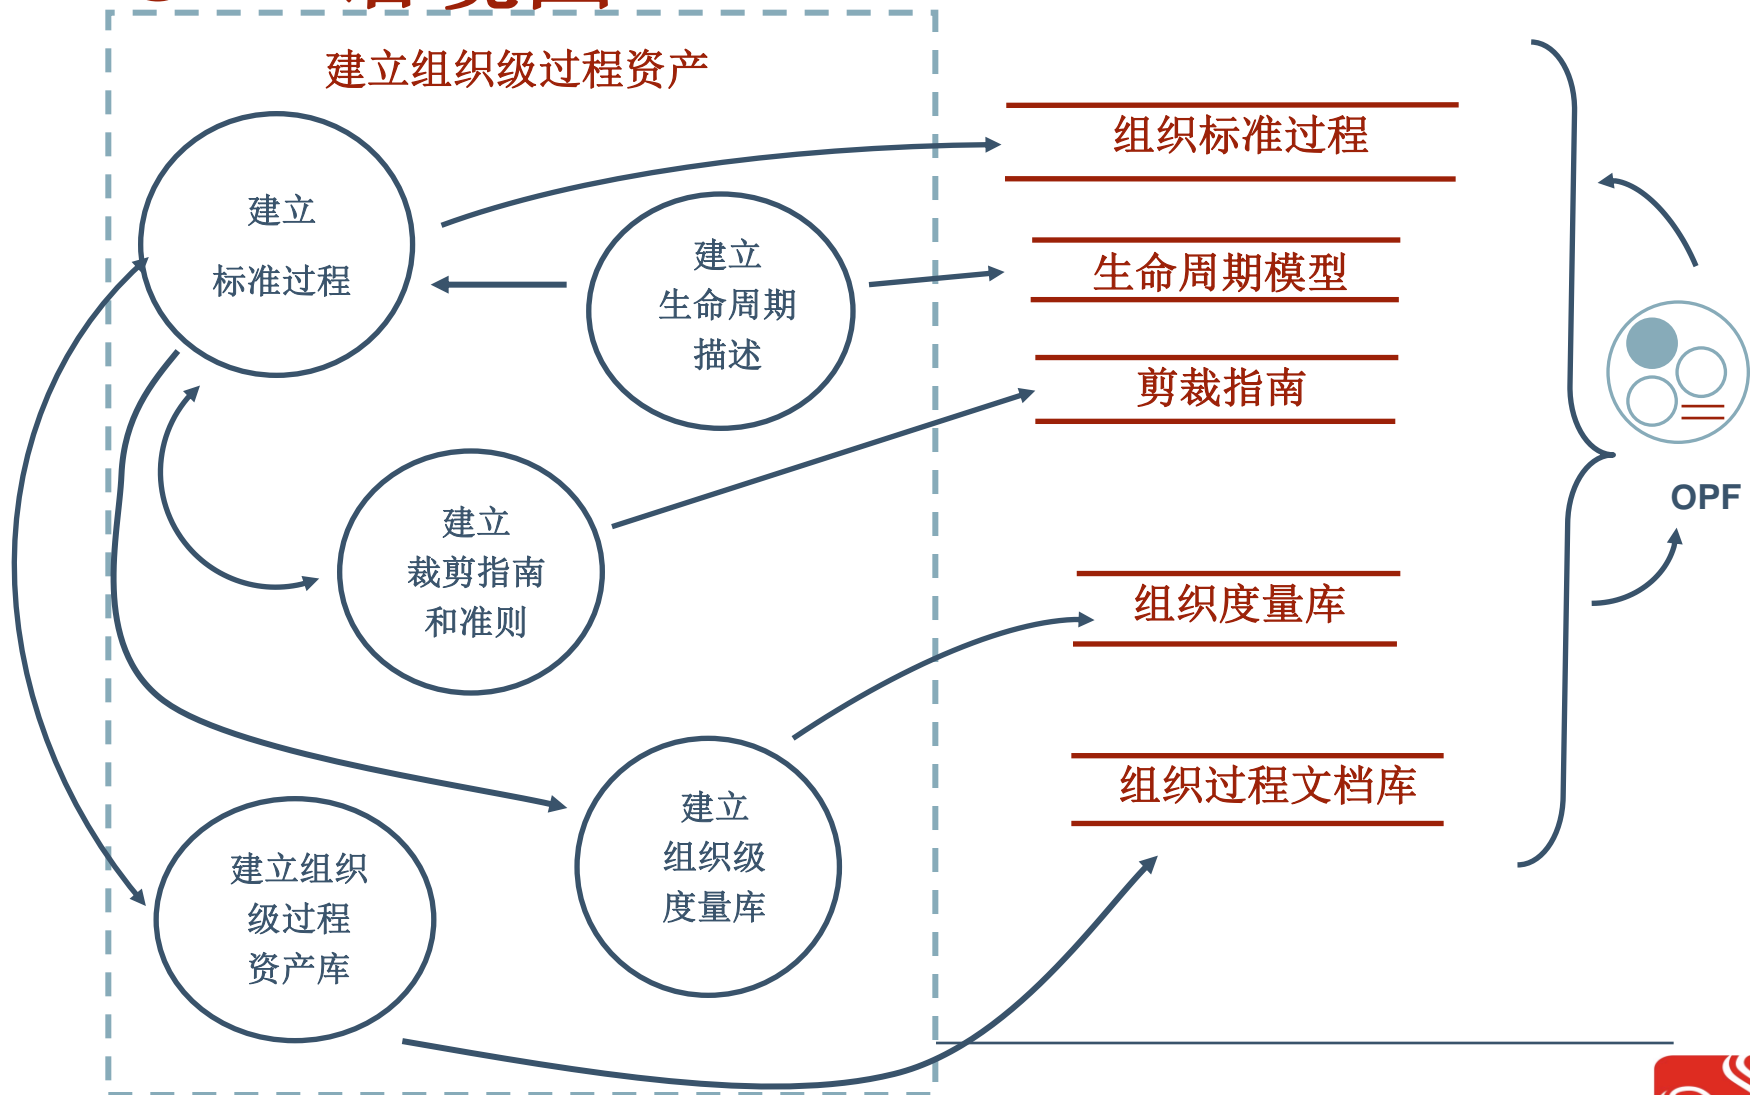 建立组织级过程资产
建立
标准过程
建立
生命周期
描述
建立
裁剪指南
和准则
建立
组织级
度量库
建立组织
级过程
资产库
组织标准过程
生命周期模型
剪裁指南
组织度量库
组织过程文档库
OPF